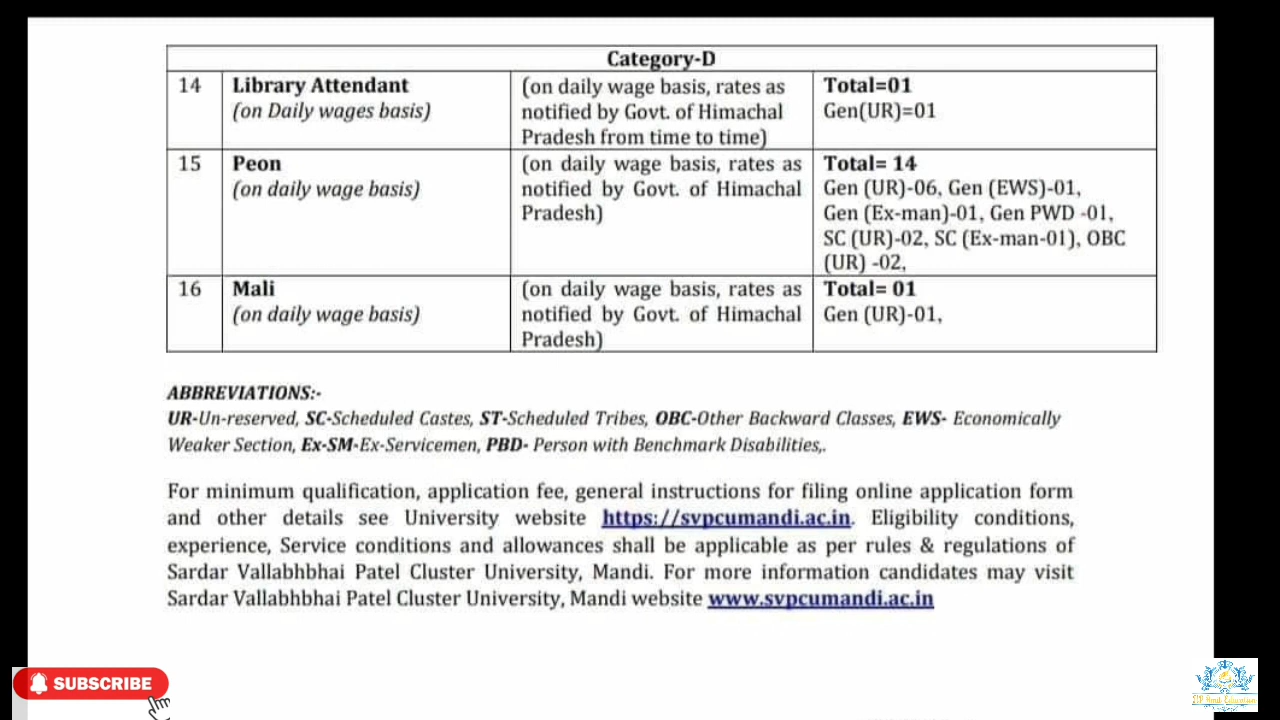 Category-D
14 Library Attendant (on daily wage basis, rates as Total=01
(on Daily wages basis) notified by Govt. of Himachal Gen(UR)=01
Pradesh from time to time)
15 Peon (on daily wage basis, rates as Total= 14
(on daily wage basis) notified by Govt. of Himachal Gen (UR)-06, Gen (EWS)-01,
Pradesh) Gen (Ex-man)-01, Gen PWD -01,
SC (UR)-02, SC (Ex-man-01), OBC
(UR) -02,
16 Mali (on daily wage basis, rates as Total= 01
(on daily wage basis) notified by Govt. of Himachal Gen (UR)-01,
Pradesh)
ABBREVIATIONS:-
UR-Un-reserved, SC-Scheduled Castes, ST-Scheduled Tribes, OBC-Other Backward Classes, EWS- Economically
Weaker Section, Ex-SM-Ex-Servicemen, PBD- Person with Benchmark Disabilities,.
For minimum qualification, application fee, general instructions for filing online application form
and other details see University website https://svpcumandi.ac.in. Eligibility conditions,
experience, Service conditions and allowances shall be applicable as per rules & regulations of
Sardar Vallabhbhai Patel Cluster University, Mandi. For more information candidates may visit
Sardar Vallabhbhai Patel Cluster University, Mandi website www.svpcumandi.ac.in
SUBSCRIBE